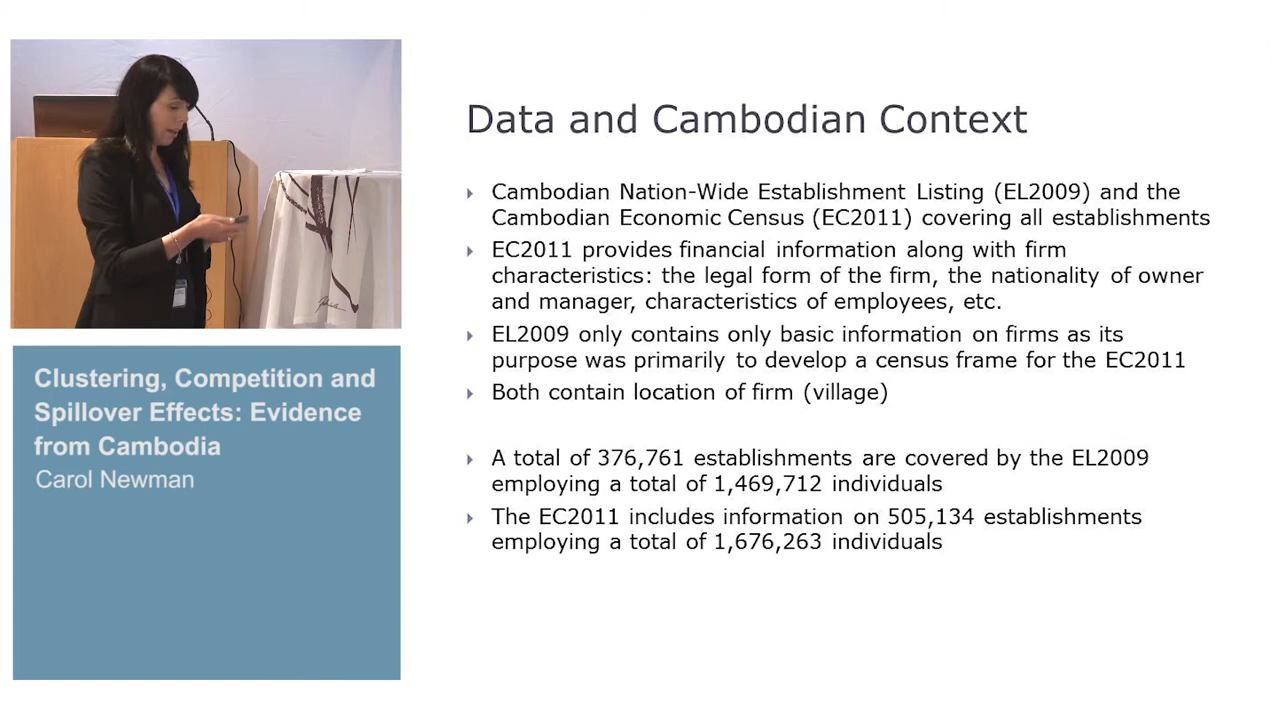 Data and Cambodian Context
Cambodian Nation-Wide Establishment Listing (EL2009) and the
Cambodian Economic Census (EC2011) covering all establishments
EC2011 provides financial information along with firm
characteristics: the legal form of the firm, the nationality of owner
and manager, characteristics of employees, etc.
EL2009 only contains only basic information on firms as its
purpose was primarily to develop a census frame for the EC2011
Both contain location of firm (village)
A total of 376,761 establishments are covered by the EL2009
employing a total of 1,469,712 individuals
The EC2011 includes information on 505,134 establishments
employing a total of 1,676,263 individuals
Clustering, Competition and
Spillover Effects: Evidence
from Cambodia
Carol Newman